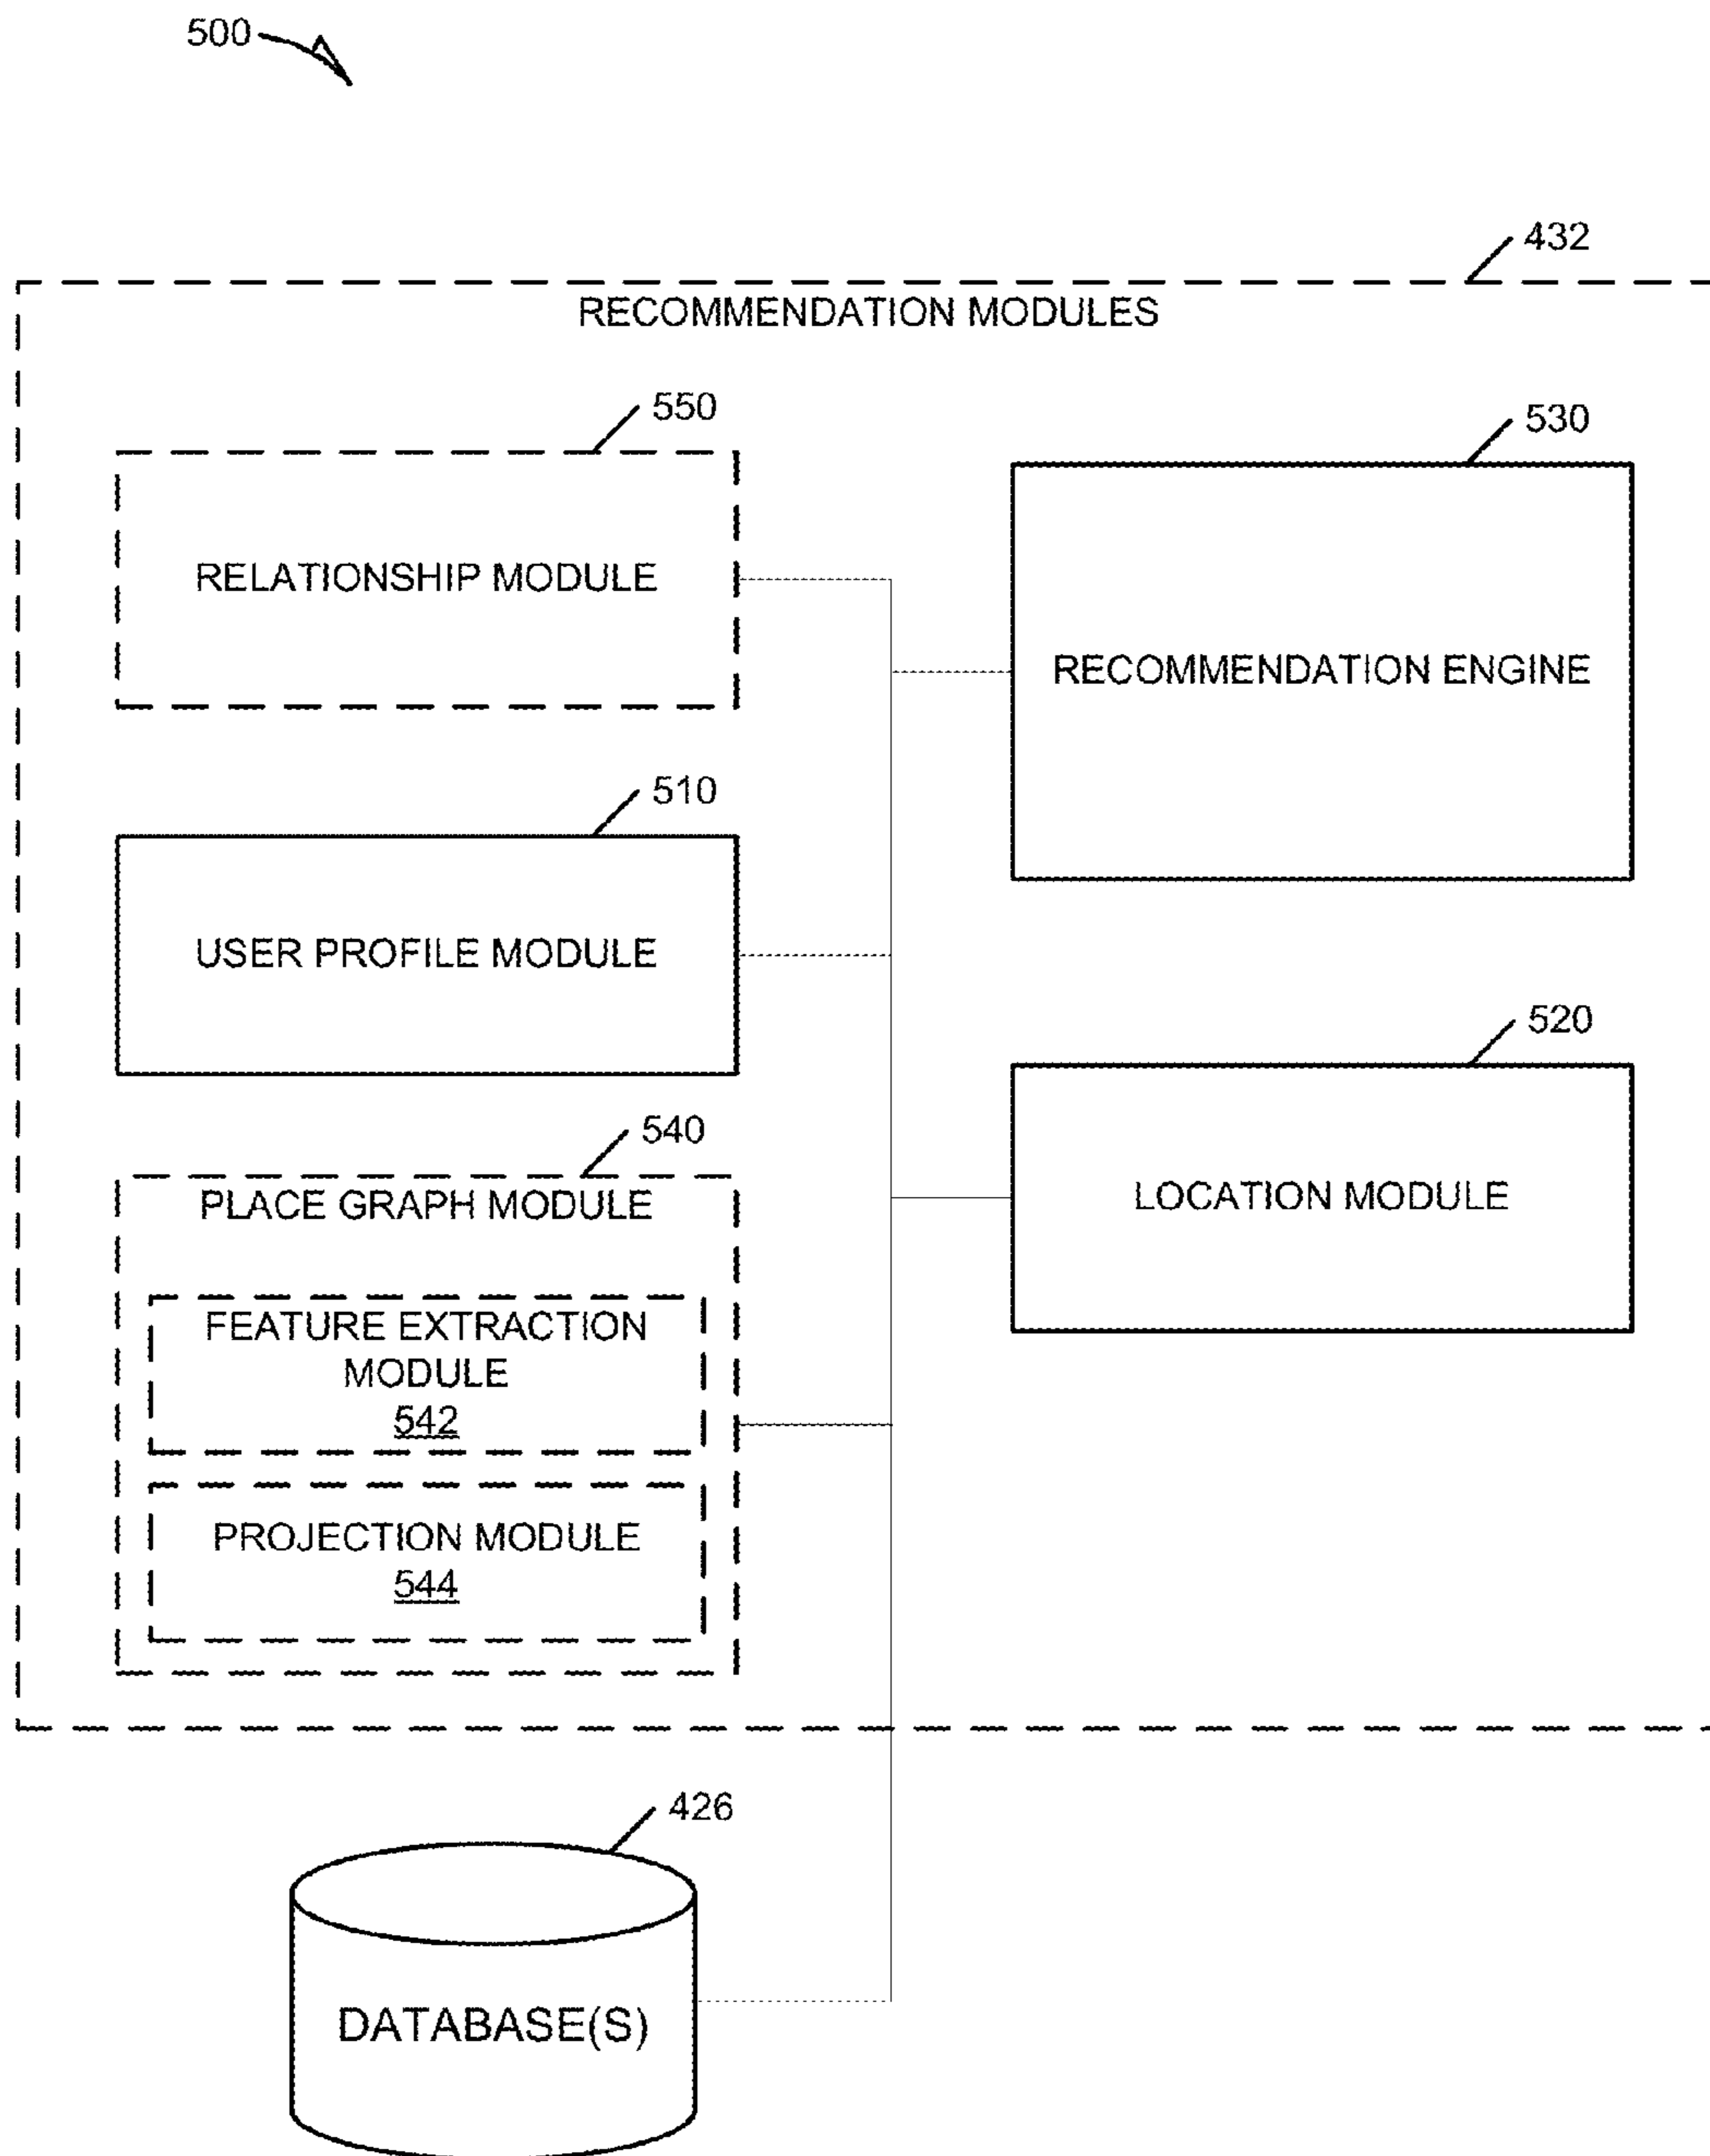 500
432
RECOMMENDATION MODULES
550
530
RELATIONSHIP MODULE
RECOMMENDATION ENGINE
510
USER PROFILE MODULE
520
540
LOCATION MODULE
PLACE GRAPH MODULE
FEATURE EXTRACTION
MODULE
542
PROJECTION MODULE
544
426
DATABASE(S)